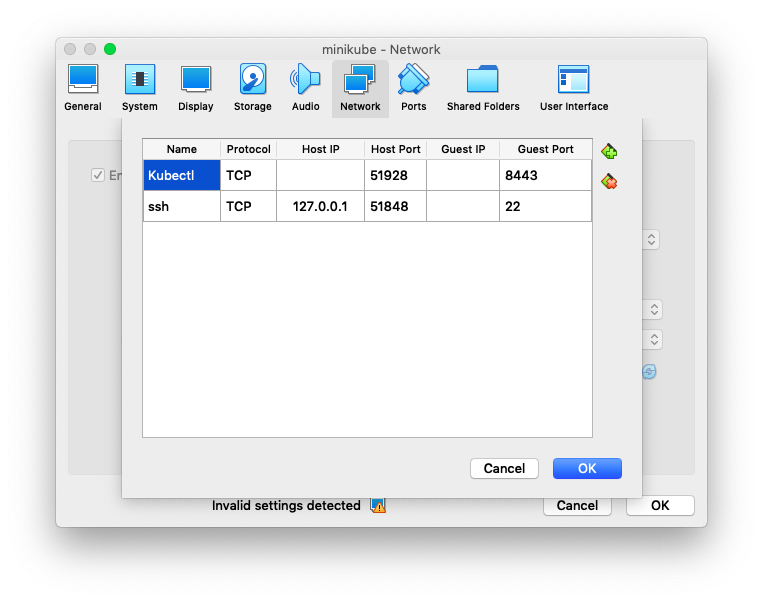 minikube - Network
General System Display Storage Audio Network Ports Shared Folders User Interface
Name Protocol Host IP Host Port Guest IP Guest Port
Kubectl TCP 51928 8443
ssh TCP 127.0.0.1 51848 22
En
Cancel OK
Invalid settings detected Cancel OK